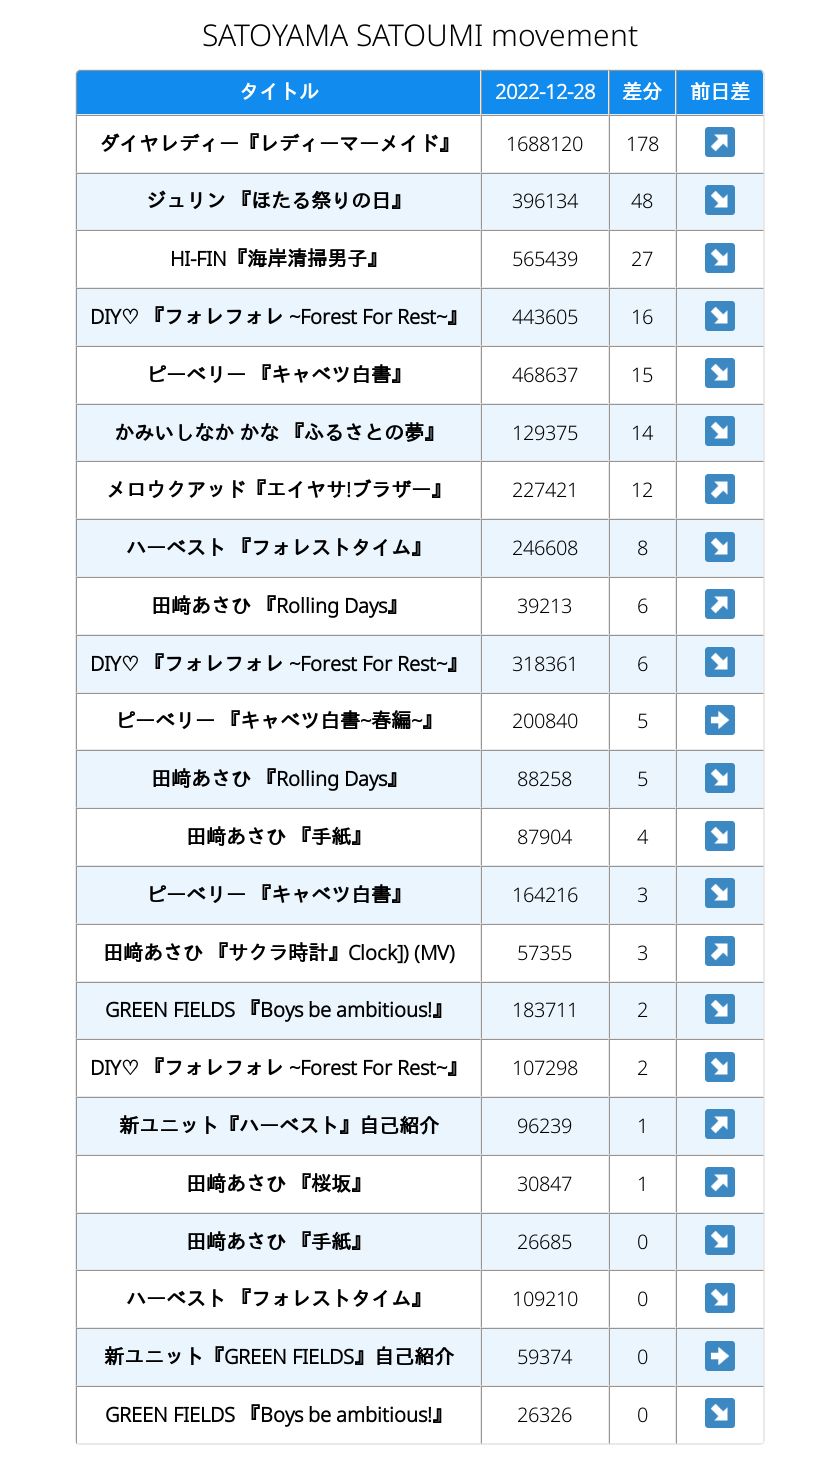 SATOYAMA SATOUMI movement
タイトル 2022-12-28 差分 前日差
ダイヤレディー『レディーマーメイド』 1688120 178 ↗
ジュリン 『ほたる祭りの日』 396134 48 ↘
HI-FIN『海岸清掃男子』 565439 27 ↘
DIY♡ 『フォレフォレ ~Forest For Rest~』 443605 16 ↘
ピーベリー 『キャベツ白書』 468637 15 ↘
かみいしなか かな 『ふるさとの夢』 129375 14 ↘
メロウクアッド『エイヤサ!ブラザー』 227421 12 ↗
ハーベスト 『フォレストタイム』 246608 8 ↘
田﨑あさひ 『Rolling Days』 39213 6 ↗
DIY♡ 『フォレフォレ ~Forest For Rest~』 318361 6 ↘
ピーベリー 『キャベツ白書~春編~』 200840 5 ➡
田﨑あさひ 『Rolling Days』 88258 5 ↘
田﨑あさひ 『手紙』 87904 4 ↘
ピーベリー 『キャベツ白書』 164216 3 ↘
田﨑あさひ 『サクラ時計』Clock]) (MV) 57355 3 ↗
GREEN FIELDS 『Boys be ambitious!』 183711 2 ↘
DIY♡ 『フォレフォレ ~Forest For Rest~』 107298 2 ↘
新ユニット『ハーベスト』自己紹介 96239 1 ↗
田﨑あさひ 『桜坂』 30847 1 ↗
田﨑あさひ 『手紙』 26685 0 ↘
ハーベスト 『フォレストタイム』 109210 0 ↘
新ユニット『GREEN FIELDS』自己紹介 59374 0 ➡
GREEN FIELDS 『Boys be ambitious!』 26326 0 ↘